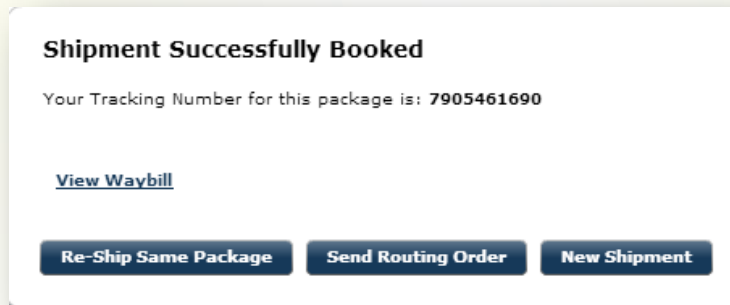 Shipment Successfully Booked
Your Tracking Number for this package is: 7905461690
View Waybill
Re-Ship Same Package Send Routing Order New Shipment